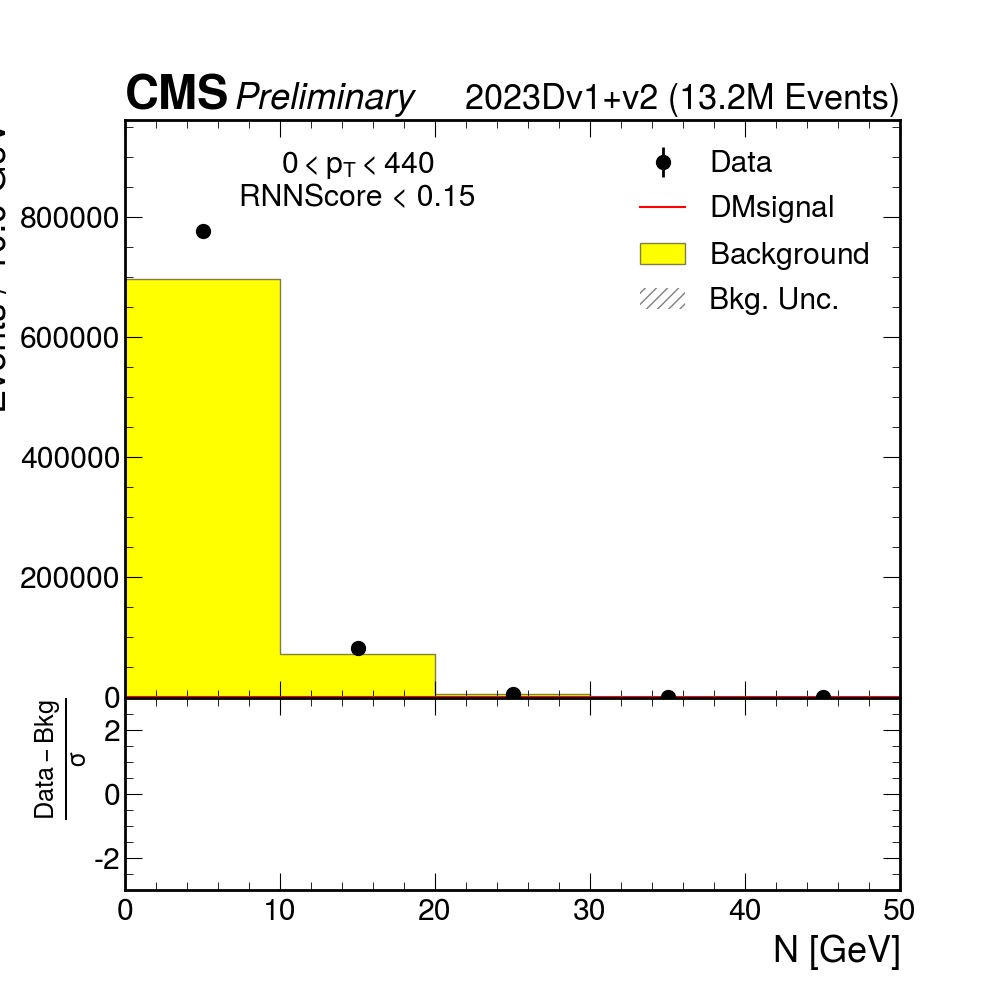 CMS Preliminary 2023Dv1+v2 (13.2M Events)
0 < pT < 440
RNNScore < 0.15
Data
DMsignal
Background
Bkg. Unc.
800000
600000
400000
200000
0
Data – Bkg
σ
2
0
-2
0 10 20 30 40 50
N [GeV]